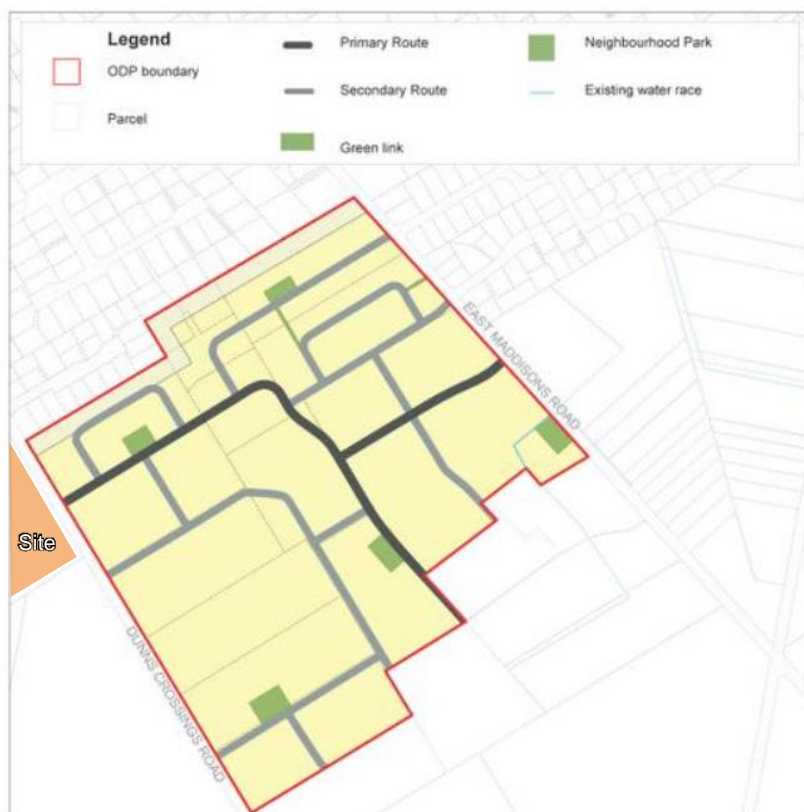 Legend
ODP boundary
Parcel
Primary Route
Secondary Route
Green link
Neighbourhood Park
Existing water race
EAST MADDISONS ROAD
Site
DUNNS CROSSINGS ROAD